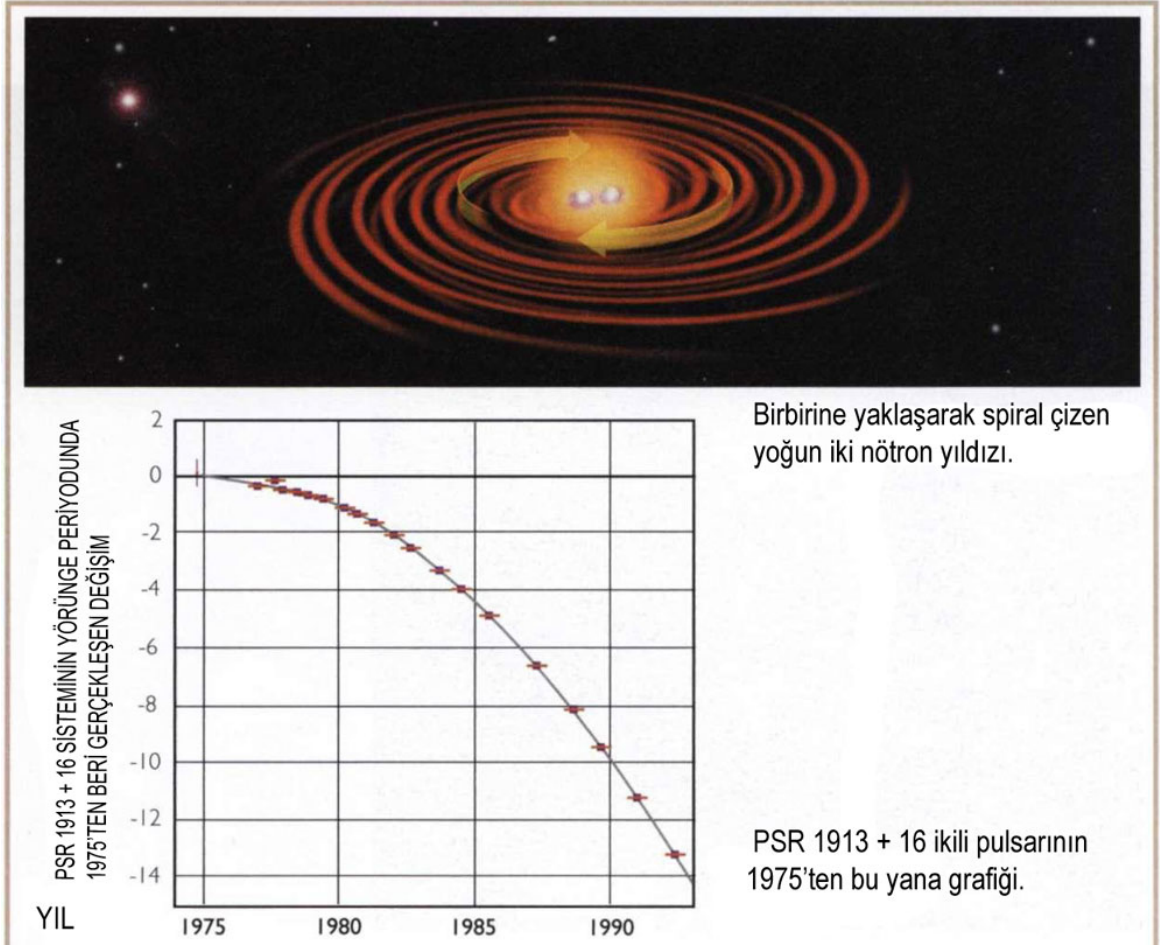 PSR 1913 + 16 SİSTEMİNİN YÖRÜNGE PERİYODUNDA
1975'TEN BERİ GERÇEKLEŞEN DEĞİŞİM
2
0
-2
-4
-6
-8
-10
-12
-14
YIL
1975
1980
1985
1990
Birbirine yaklaşarak spiral çizen
yoğun iki nötron yıldızı.
PSR 1913 + 16 ikili pulsarının
1975'ten bu yana grafiği.